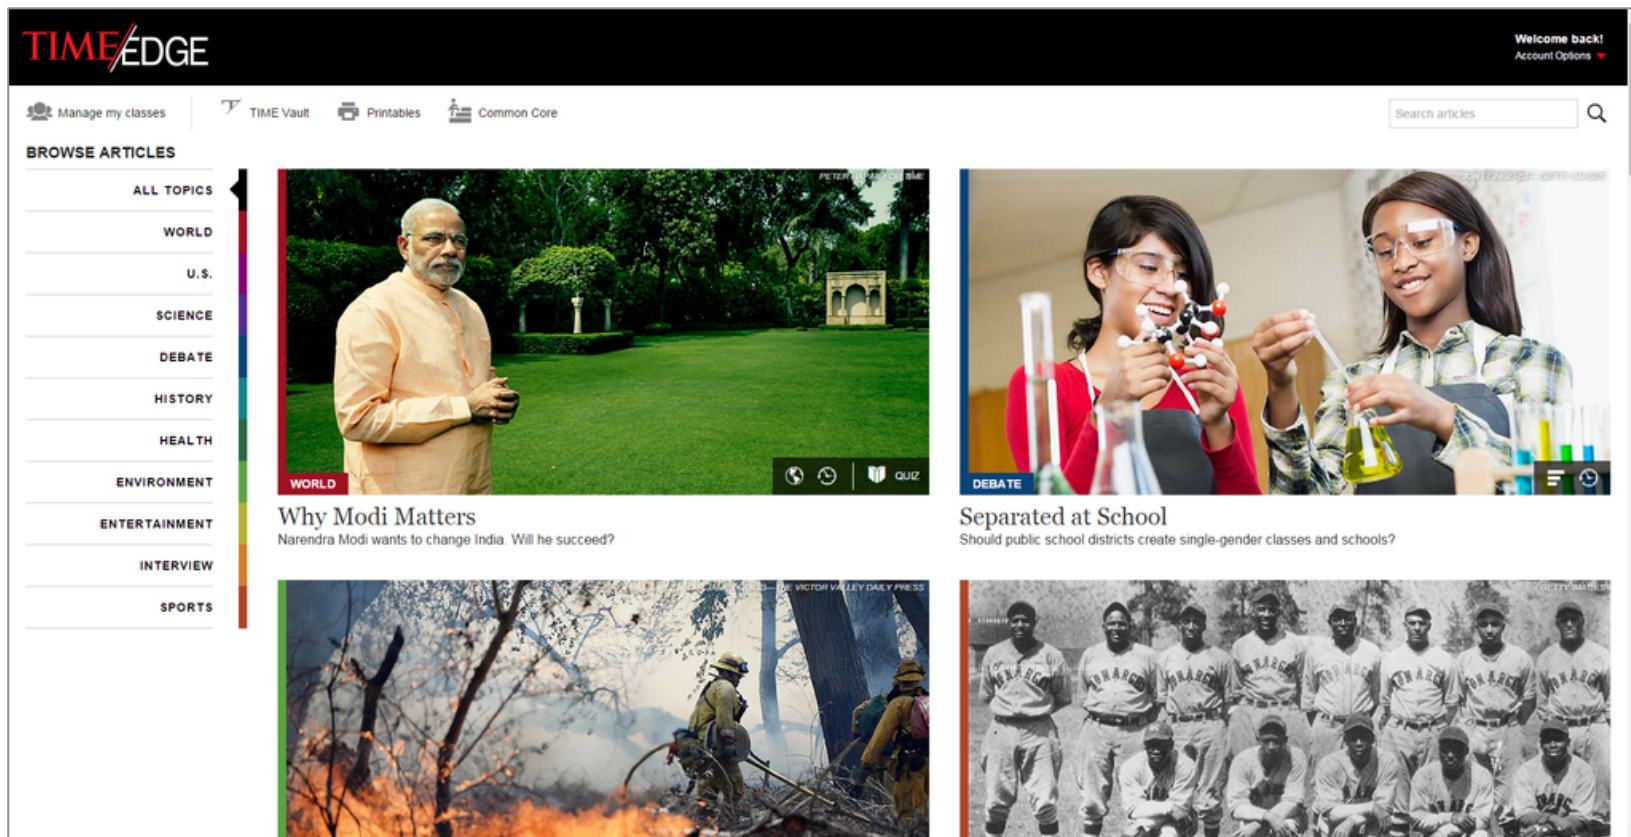 TIME/EDGE
Welcome back!
Account Options
Manage my classes
TIME Vault
Printables
Common Core
Search articles
BROWSE ARTICLES
ALL TOPICS
WORLD
U.S.
SCIENCE
DEBATE
HISTORY
HEALTH
ENVIRONMENT
ENTERTAINMENT
INTERVIEW
SPORTS
WORLD
QUIZ
Why Modi Matters
Narendra Modi wants to change India. Will he succeed?
GETTY IMAGES
DEBATE
Separated at School
Should public school districts create single-gender classes and schools?
THE VICTOR VALLEY DAILY PRESS
GETTY IMAGES
MONARCS